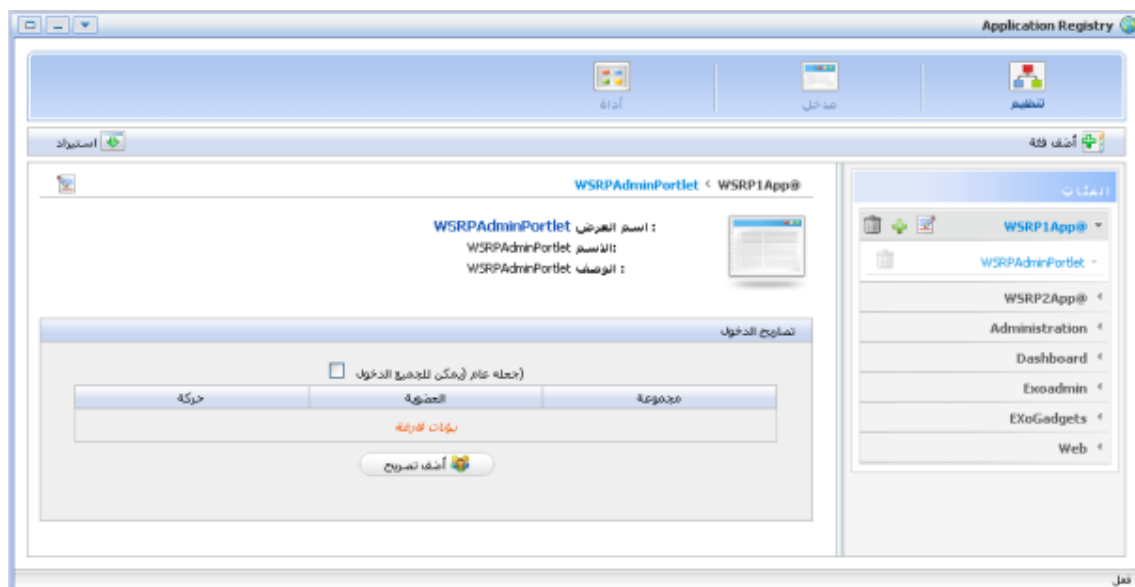 Application Registry
تنظيم
مدخل
أداة
أضف فئة
استيراد
الفئات
WSRP1App@
WSRPAdminPortlet
WSRP2App@
Administration
Dashboard
Exoadmin
EXoGadgets
Web
WSRPAdminPortlet < WSRP1App@
: اسم العرض WSRPAdminPortlet
:الاسم WSRPAdminPortlet
: الوصف WSRPAdminPortlet
تصاريح الدخول
(جعله عام (يمكن للجميع الدخول
مجموعة العضوية حركة
بيانات فارغة
أضف تصريح